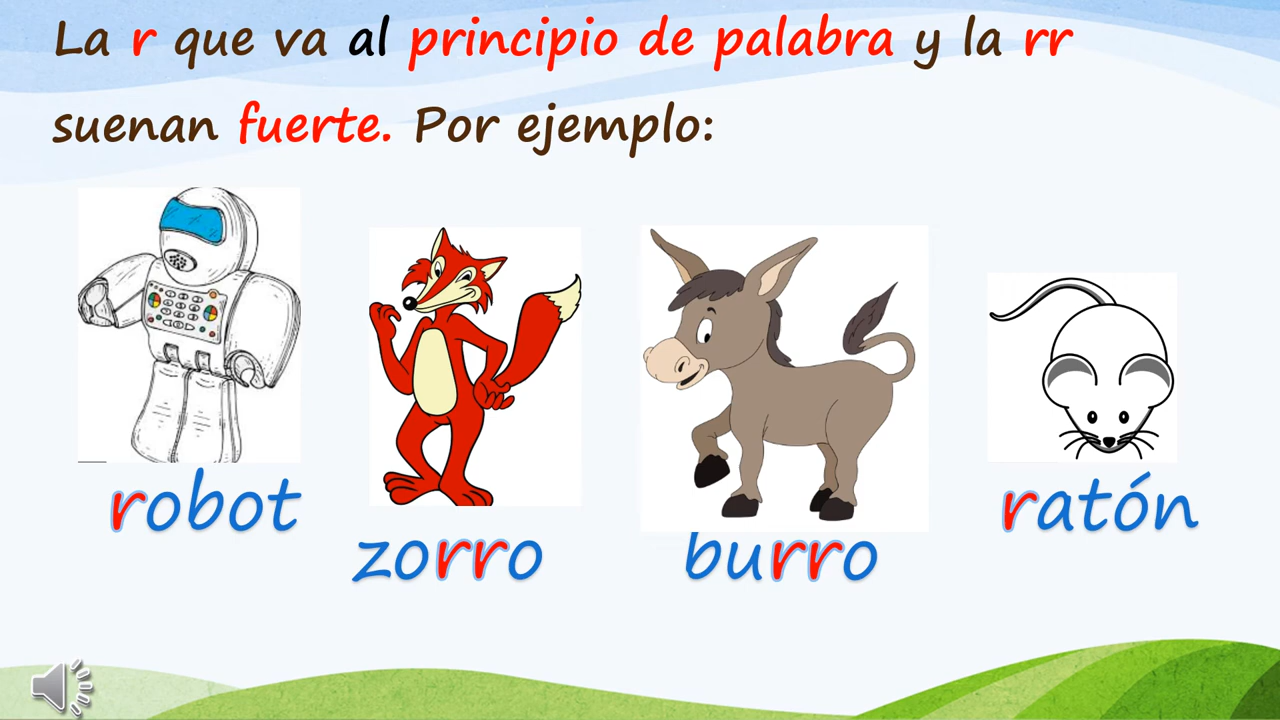 La r que va al principio de palabra y la rr
suenan fuerte. Por ejemplo:
robot
zorro
burro
ratón